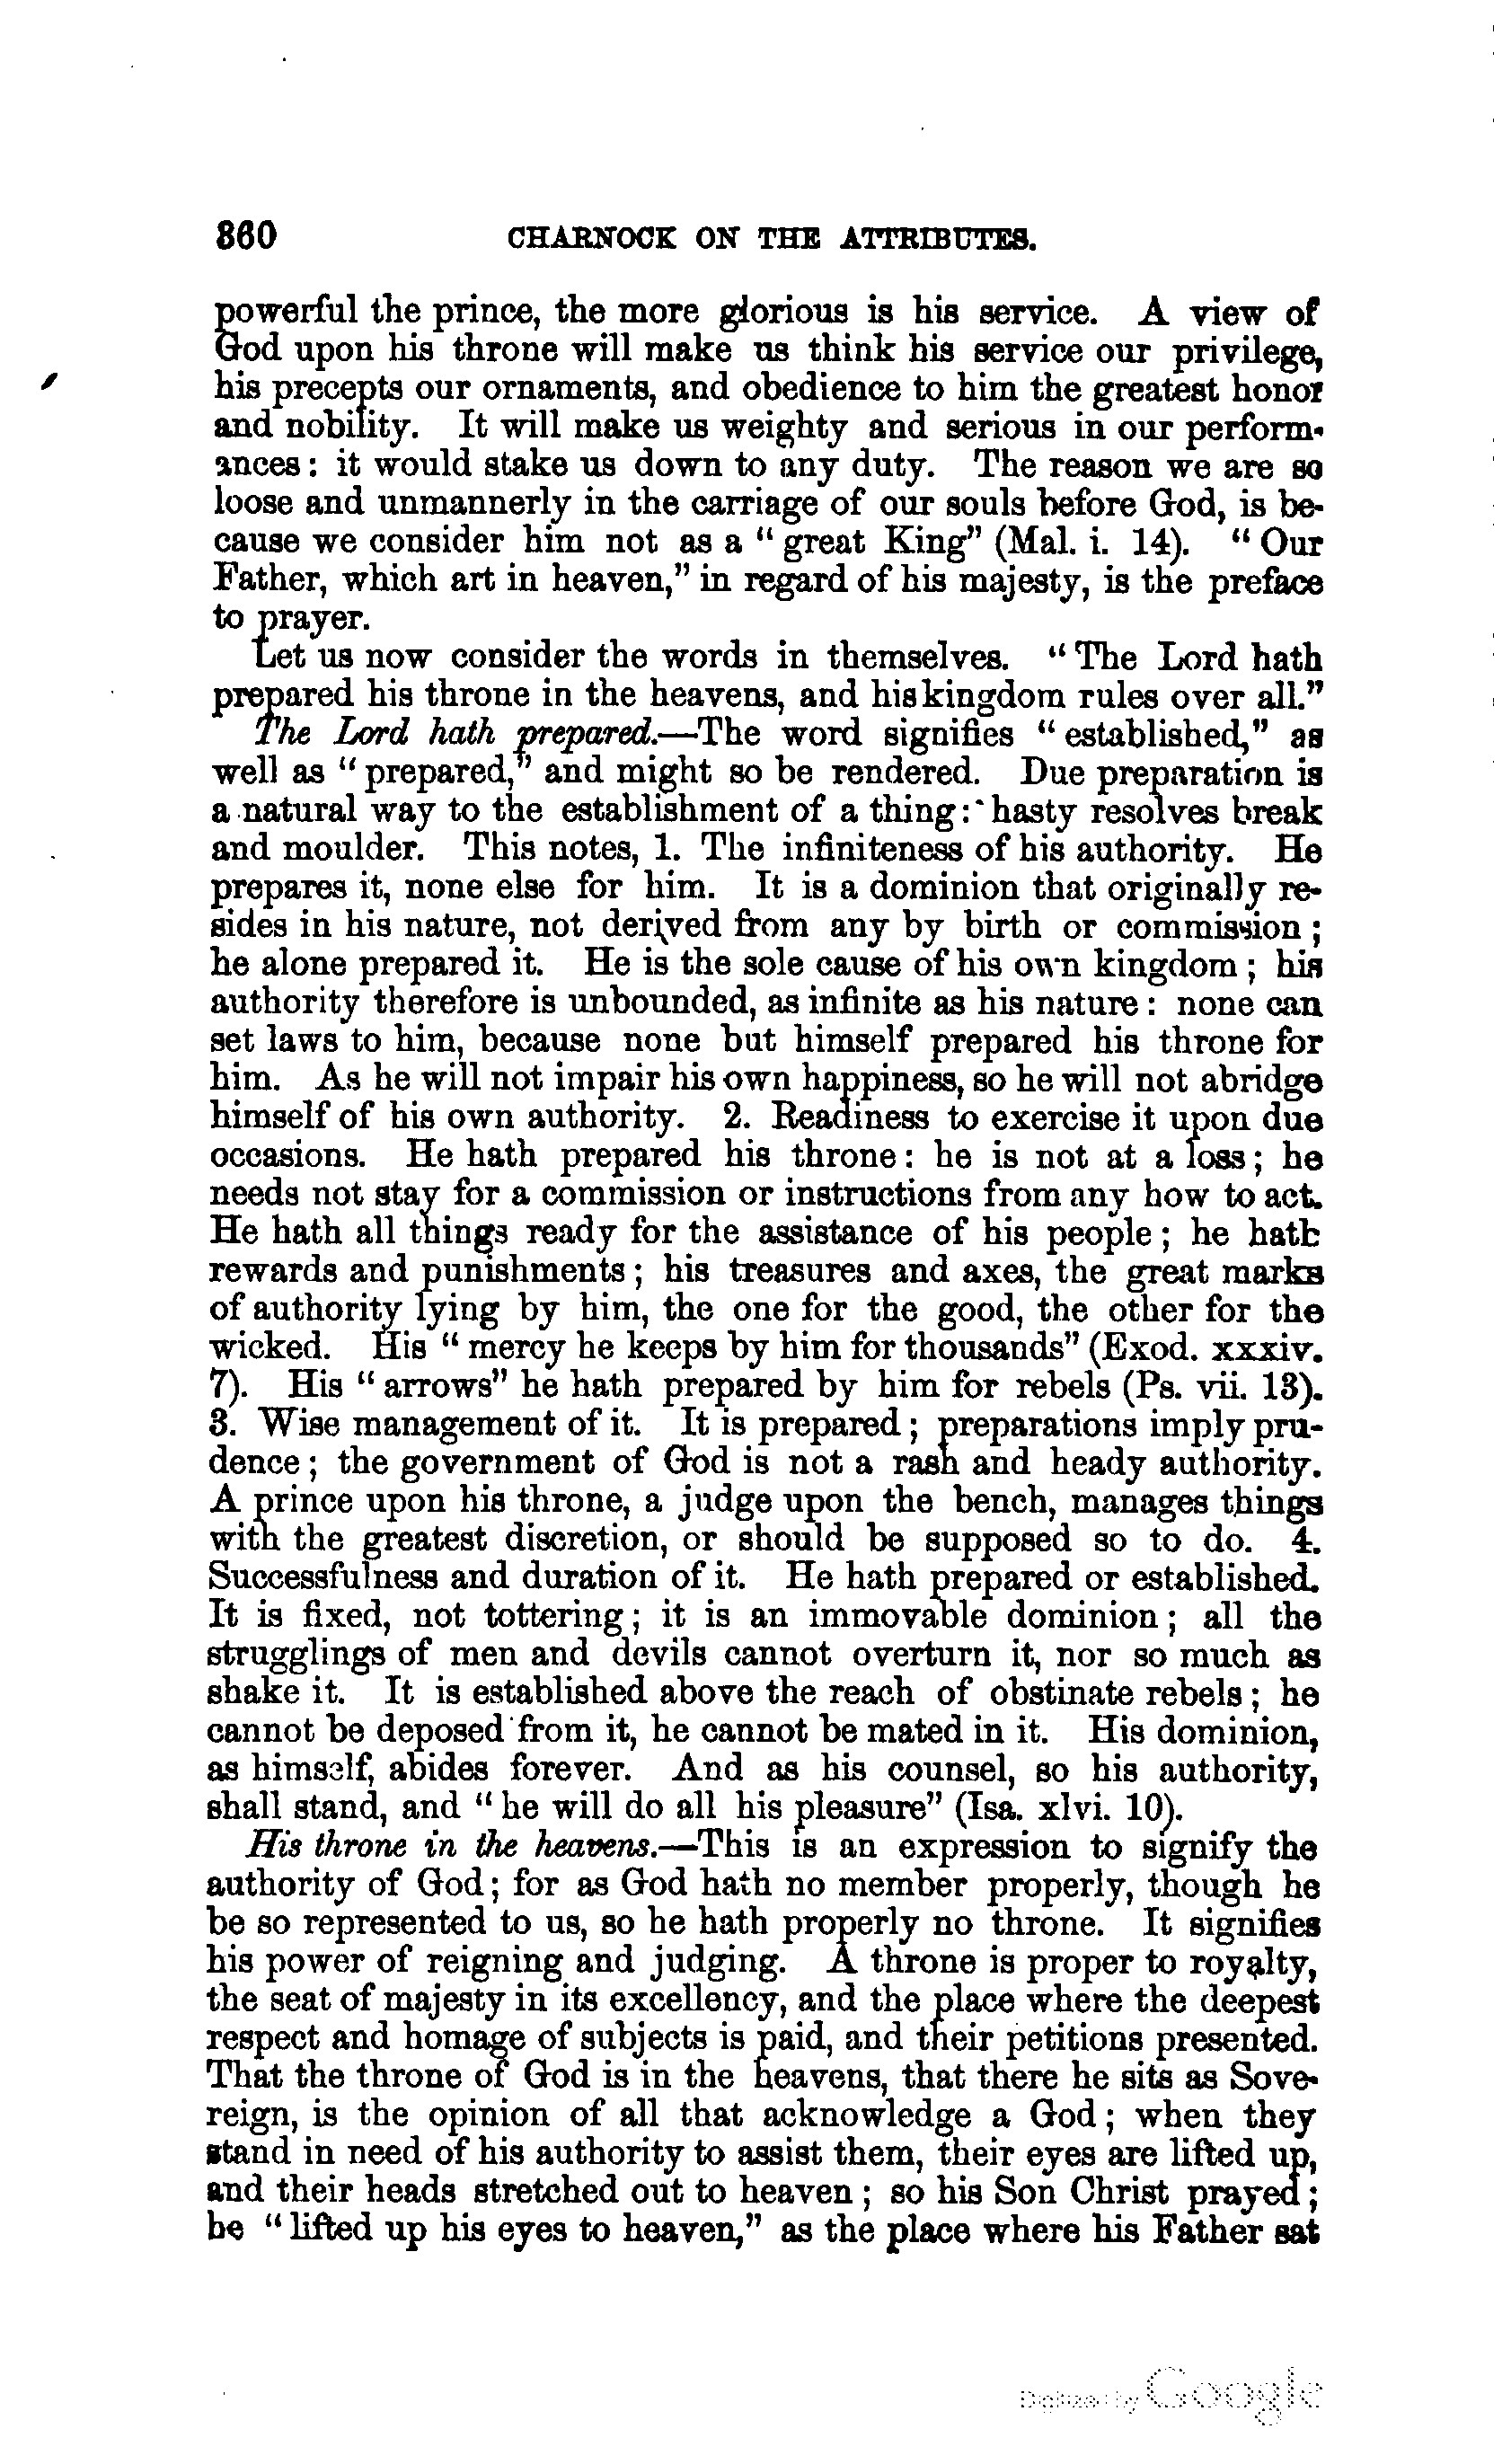 360 CHARNOCK ON THE ATTRIBUTES.
powerful the prince, the more glorious is his service. A view of
God upon his throne will make us think his service our privilege,
his precepts our ornaments, and obedience to him the greatest honor
and nobility. It will make us weighty and serious in our perform-
ances: it would stake us down to any duty. The reason we are so
loose and unmannerly in the carriage of our souls before God, is be-
cause we consider him not as a "great King" (Mal. i. 14). "Our
Father, which art in heaven," in regard of his majesty, is the preface
to prayer.
Let us now consider the words in themselves. "The Lord hath
prepared his throne in the heavens, and his kingdom rules over all."
The Lord hath prepared.—The word signifies "established," as
well as "prepared," and might so be rendered. Due preparation is
a natural way to the establishment of a thing: hasty resolves break
and moulder. This notes, 1. The infiniteness of his authority. He
prepares it, none else for him. It is a dominion that originally re-
sides in his nature, not derived from any by birth or commission;
he alone prepared it. He is the sole cause of his own kingdom; his
authority therefore is unbounded, as infinite as his nature: none can
set laws to him, because none but himself prepared his throne for
him. As he will not impair his own happiness, so he will not abridge
himself of his own authority. 2. Readiness to exercise it upon due
occasions. He hath prepared his throne: he is not at a loss; he
needs not stay for a commission or instructions from any how to act.
He hath all things ready for the assistance of his people; he hath
rewards and punishments; his treasures and axes, the great marks
of authority lying by him, the one for the good, the other for the
wicked. His "mercy he keeps by him for thousands" (Exod. xxxiv.
7). His "arrows" he hath prepared by him for rebels (Ps. vii. 13).
3. Wise management of it. It is prepared; preparations imply pru-
dence; the government of God is not a rash and heady authority.
A prince upon his throne, a judge upon the bench, manages things
with the greatest discretion, or should be supposed so to do. 4.
Successfulness and duration of it. He hath prepared or established.
It is fixed, not tottering; it is an immovable dominion; all the
strugglings of men and devils cannot overturn it, nor so much as
shake it. It is established above the reach of obstinate rebels; he
cannot be deposed from it, he cannot be mated in it. His dominion,
as himself, abides forever. And as his counsel, so his authority,
shall stand, and "he will do all his pleasure" (Isa. xlvi. 10).
His throne in the heavens.—This is an expression to signify the
authority of God; for as God hath no member properly, though he
be so represented to us, so he hath properly no throne. It signifies
his power of reigning and judging. A throne is proper to royalty,
the seat of majesty in its excellency, and the place where the deepest
respect and homage of subjects is paid, and their petitions presented.
That the throne of God is in the heavens, that there he sits as Sove-
reign, is the opinion of all that acknowledge a God; when they
stand in need of his authority to assist them, their eyes are lifted up,
and their heads stretched out to heaven; so his Son Christ prayed;
he "lifted up his eyes to heaven," as the place where his Father sat
Digitized by Google